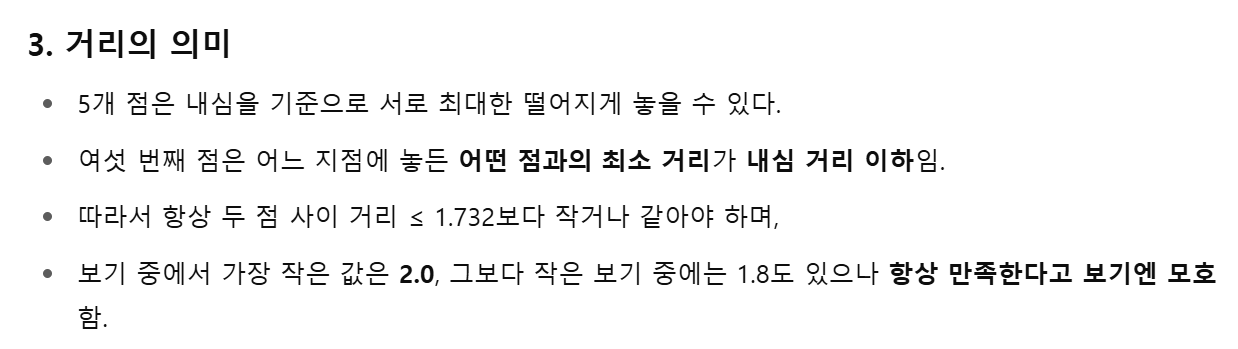 3. 거리의 의미
5개 점은 내심을 기준으로 서로 최대한 떨어지게 놓을 수 있다.
여섯 번째 점은 어느 지점에 놓든 어떤 점과의 최소 거리가 내심 거리 이하임.
따라서 항상 두 점 사이 거리 ≤ 1.732보다 작거나 같아야 하며,
보기 중에서 가장 작은 값은 2.0, 그보다 작은 보기 중에는 1.8도 있으나 항상 만족한다고 보기엔 모호
함.